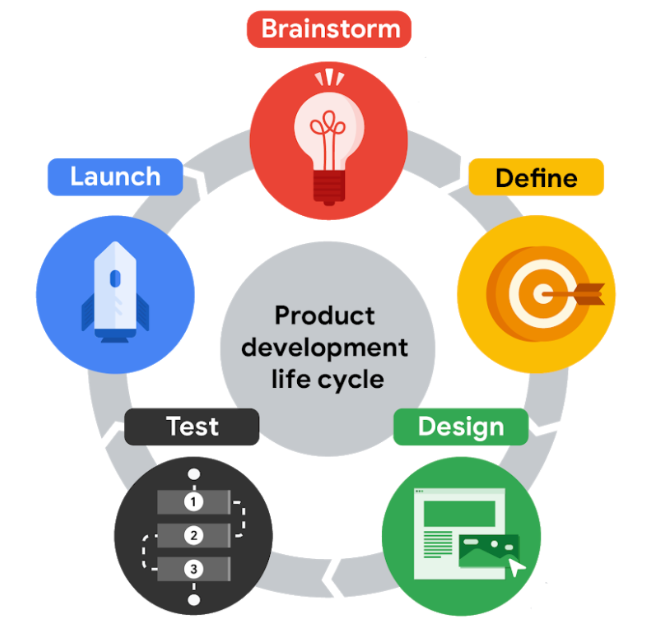 Brainstorm
Define
Design
Test
1
2
3
Launch
Product
development
life cycle